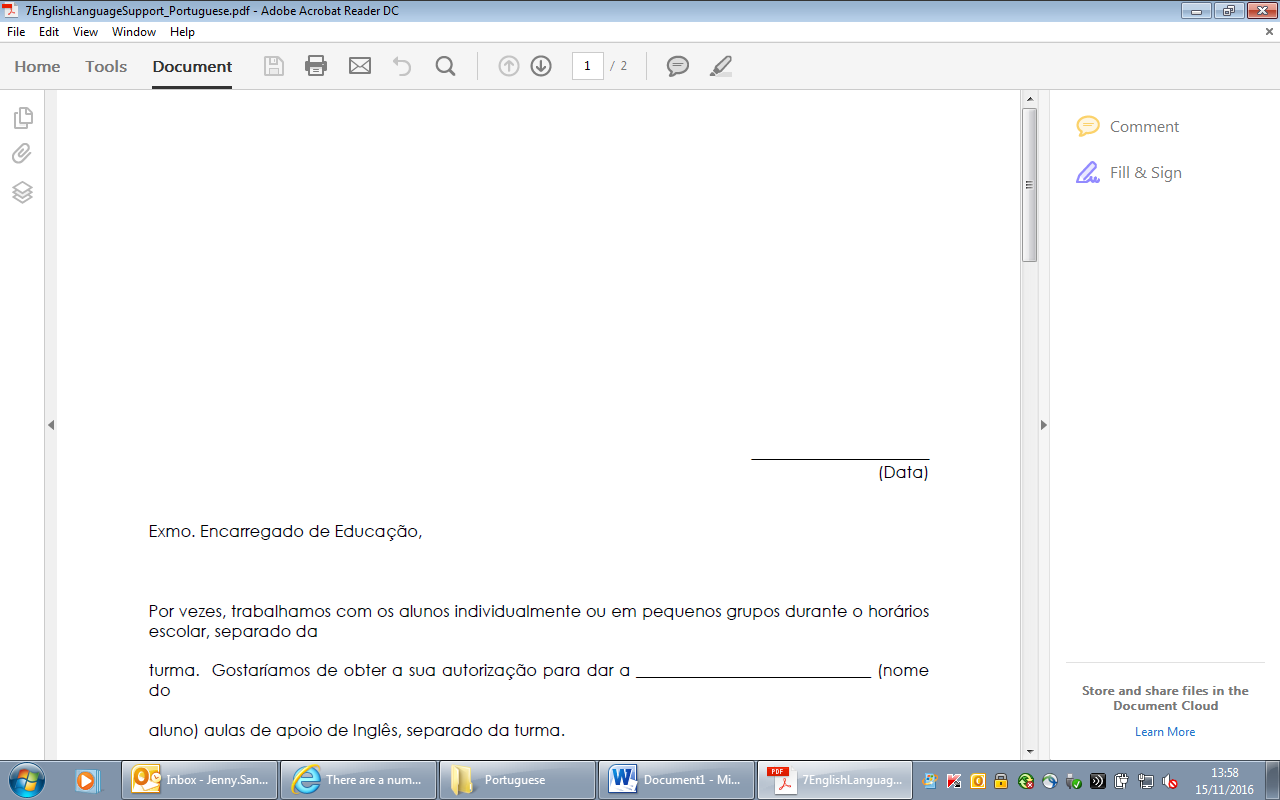 7EnglishLanguageSupport_Portuguese.pdf - Adobe Acrobat Reader DC
File Edit View Window Help
Home Tools Document 1 / 2
Comment
Fill & Sign
(Data)
Exmo. Encarregado de Educação,
Por vezes, trabalhamos com os alunos individualmente ou em pequenos grupos durante o horários
escolar, separado da
turma. Gostaríamos de obter a sua autorização para dar a __________________________ (nome
do
aluno) aulas de apoio de Inglês, separado da turma.
Store and share files in the
Document Cloud
Learn More
Inbox - Jenny.San... There are a num... Portuguese Document1 - Mi... 7EnglishLanguag...
13:58
15/11/2016